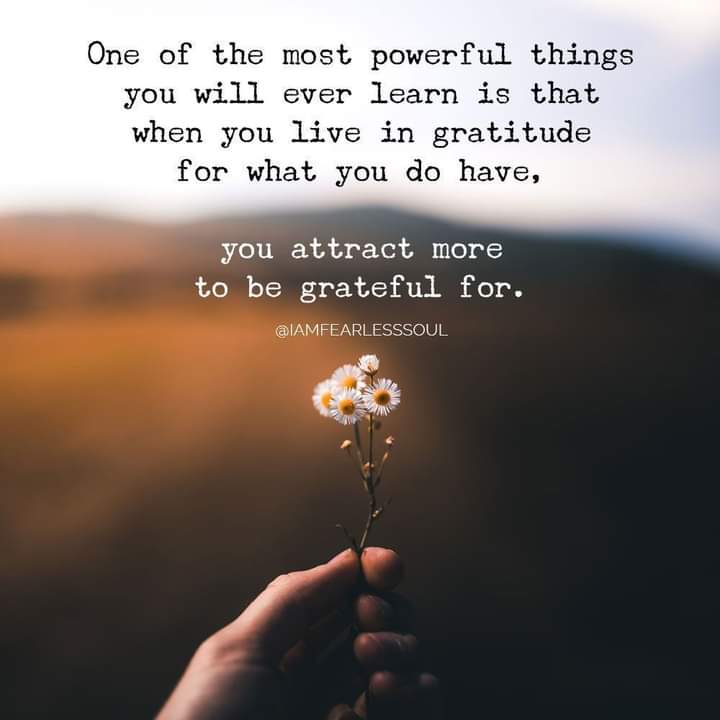 One of the most powerful things
you will ever learn is that
when you live in gratitude
for what you do have,
you attract more
to be grateful for.
@IAMFEARLESSSOUL